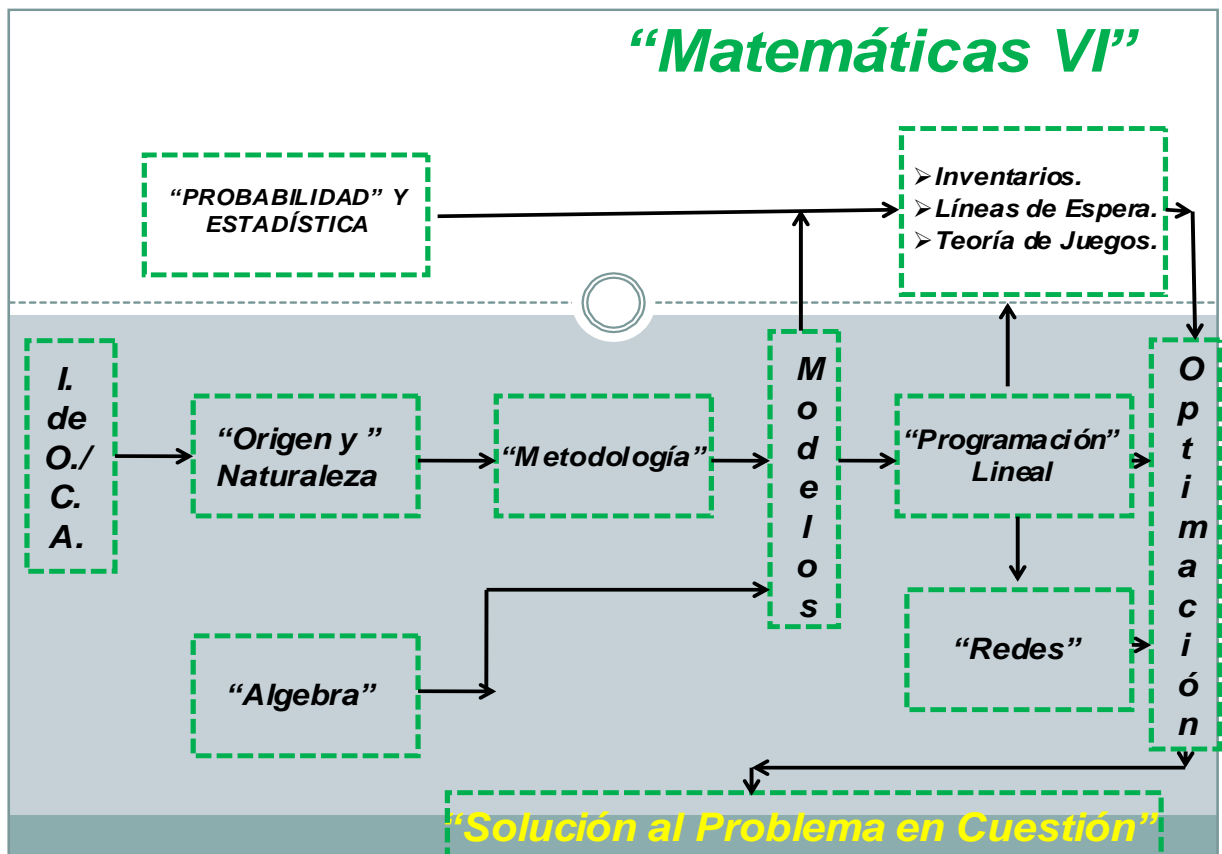 “Matemáticas VI”
“PROBABILIDAD” Y
ESTADÍSTICA
➢Inventarios.
➢Líneas de Espera.
➢Teoría de Juegos.
I.
de
O./
C.
A.
“Origen y ”
Naturaleza
“Metodología”
M
o
d
e
l
o
s
“Programación”
Lineal
O
p
t
i
m
a
c
i
ó
n
“Algebra”
“Redes”
“Solución al Problema en Cuestión”